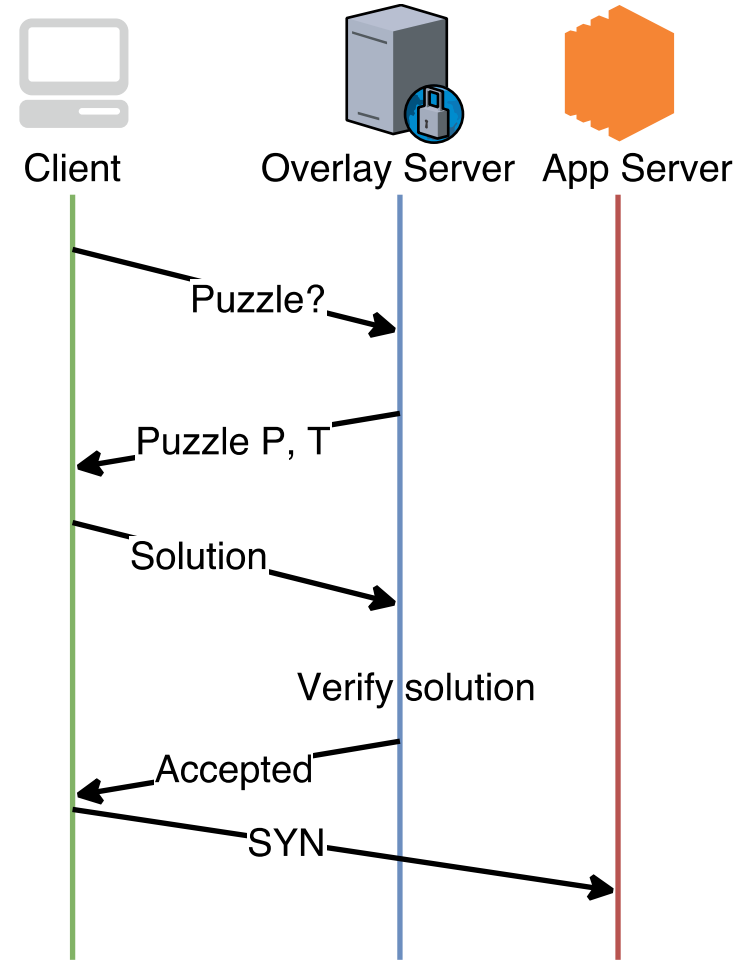 Client
Overlay Server
App Server
Puzzle?
Puzzle P, T
Solution
Verify solution
Accepted
SYN